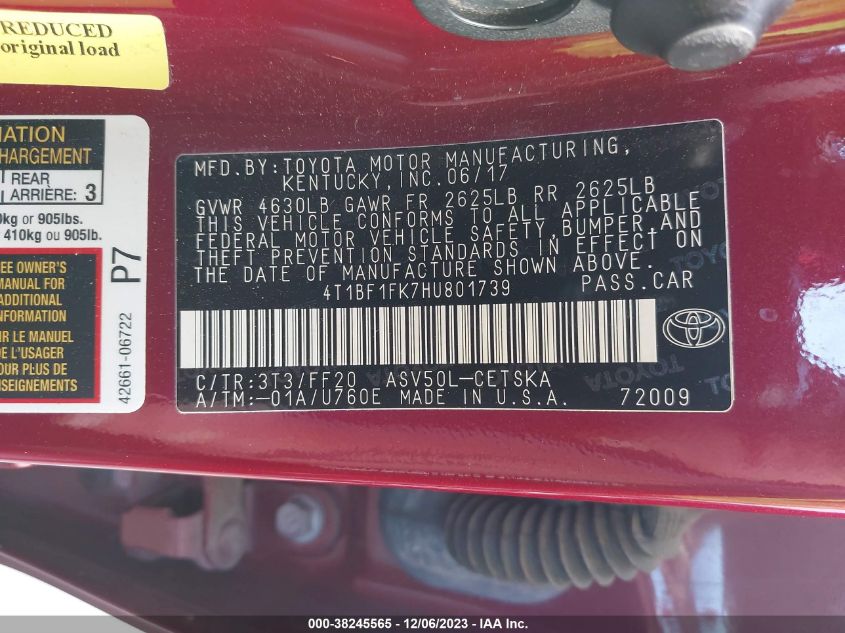 REDUCED
original load
ATION
CHARGEMENT
REAR
ARRIÈRE: 3
kg or 905lbs.
410kg ou 905lb.
EE OWNER'S
MANUAL FOR
ADDITIONAL
OIR LE MANUEL
DE L'USAGER
POUR PLUS DE
P7
42661-06722
MFD.BY:TOYOTA MOTOR MANUFACTURING,
KENTUCKY,INC.06/17
GVWR 4630LB GAWR FR 2625LB RR 2625LB
THIS VEHICLE CONFORMS TO ALL APPLICABLE
FEDERAL MOTOR VEHICLE SAFETY,BUMPER,AND
THEFT PREVENTION STANDARDS IN EFFECT ON
THE DATE OF MANUFACTURE SHOWN ABOVE.
4T1BF1FK7HU801739 PASS.CAR
C/TR:3T3/FF20 ASV50L-CETSKA
A/TM:-01A/U760E MADE IN U.S.A. 72009
000-38245565 - 12/06/2023 - IAA Inc.